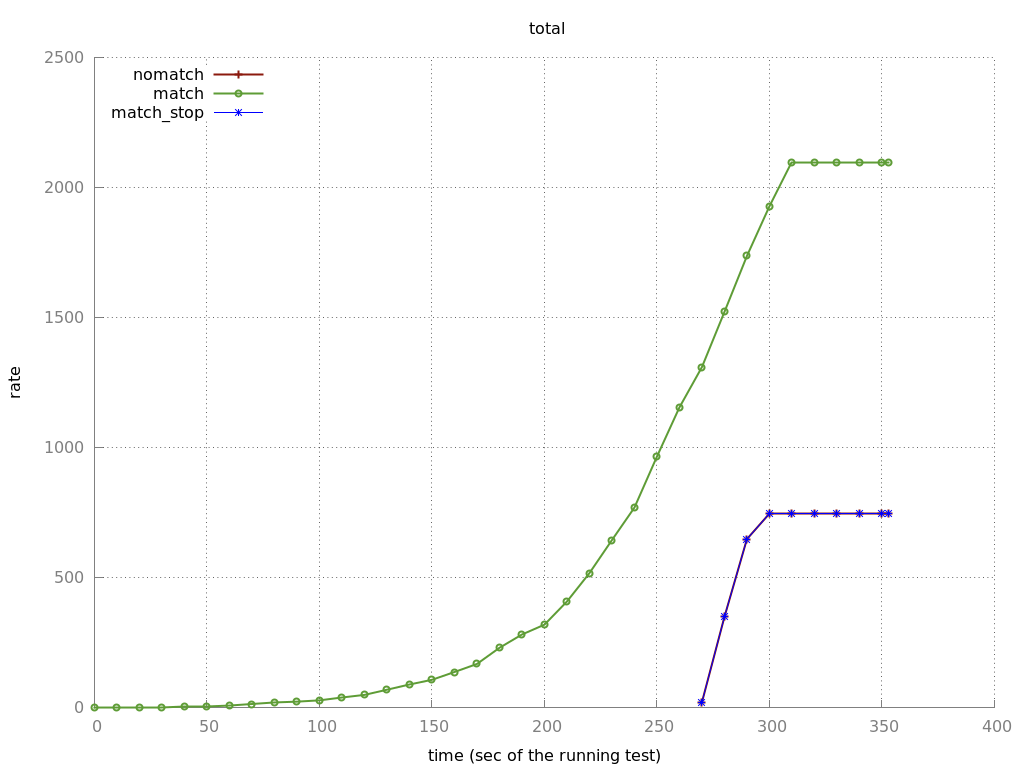 total
2500
nomatch
match
match_stop
2000
1500
rate
1000
500
0
0 50 100 150 200 250 300 350 400
time (sec of the running test)